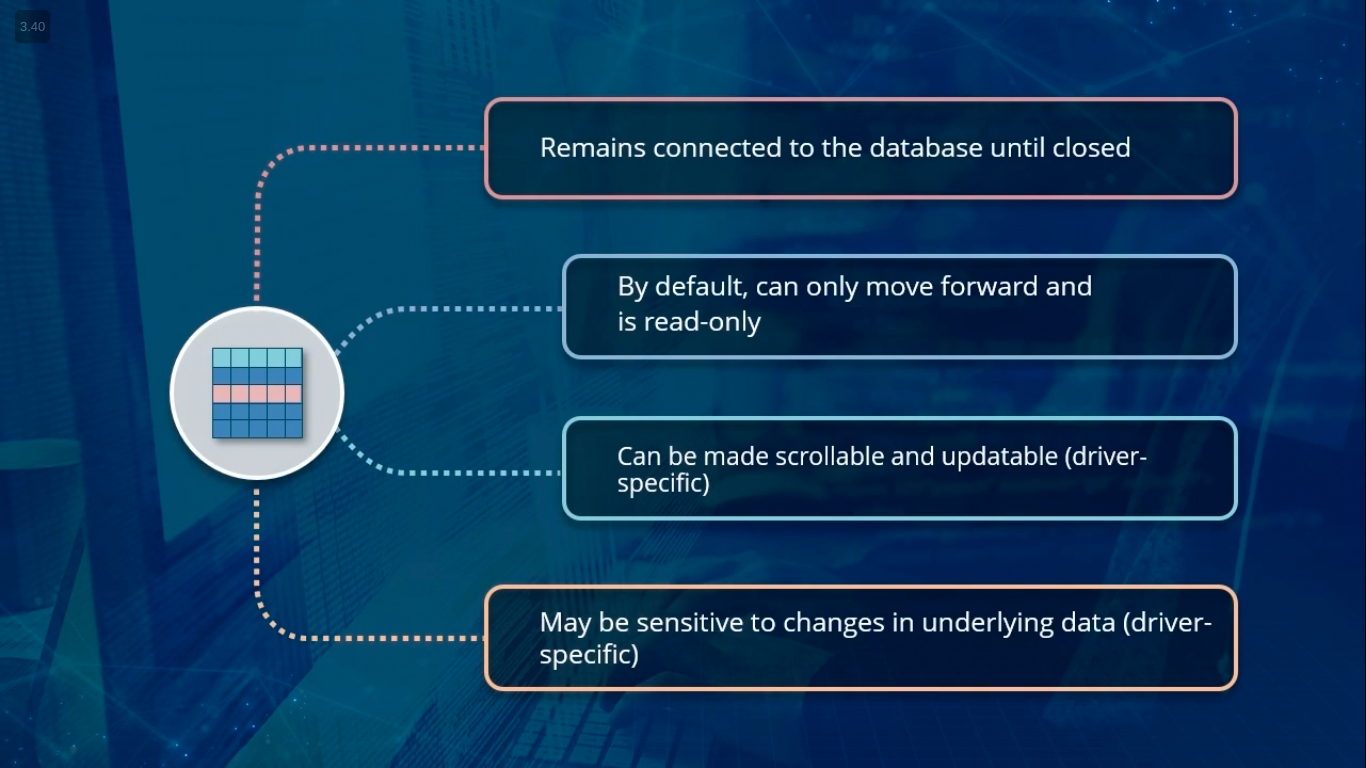 3.40
Remains connected to the database until closed
By default, can only move forward and
is read-only
Can be made scrollable and updatable (driver-
specific)
May be sensitive to changes in underlying data (driver-
specific)